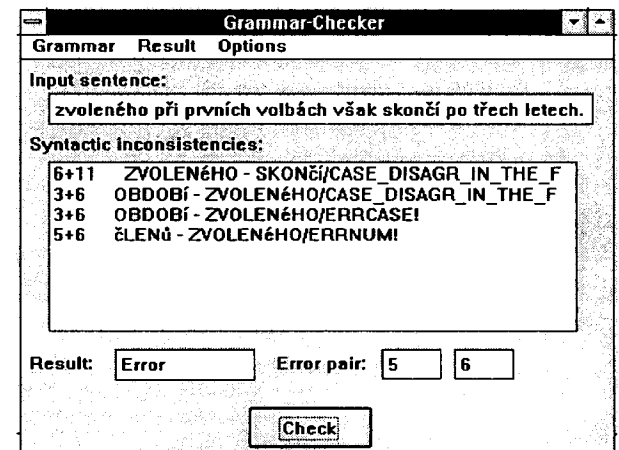 Grammar-Checker
Grammar Result Options
Input sentence:
zvoleného při prvních volbách však skončí po třech letech.
Syntactic inconsistencies:
6+11 ZVOLENéHO - SKONčí/CASE_DISAGR_IN_THE_F
3+6 OBDOBí - ZVOLENéHO/CASE_DISAGR_IN_THE_F
3+6 OBDOBí - ZVOLENéHO/ERRCASE!
5+6 čLENů - ZVOLENéHO/ERRNUM!
Result: Error Error pair: 5 6
Check